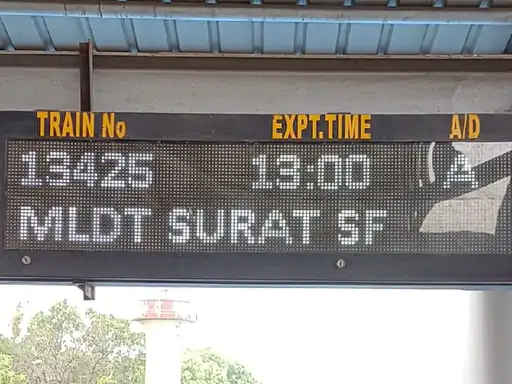 TRAIN No EXPT.TIME A/D
13425 13:00 A
MLDT SURAT SF